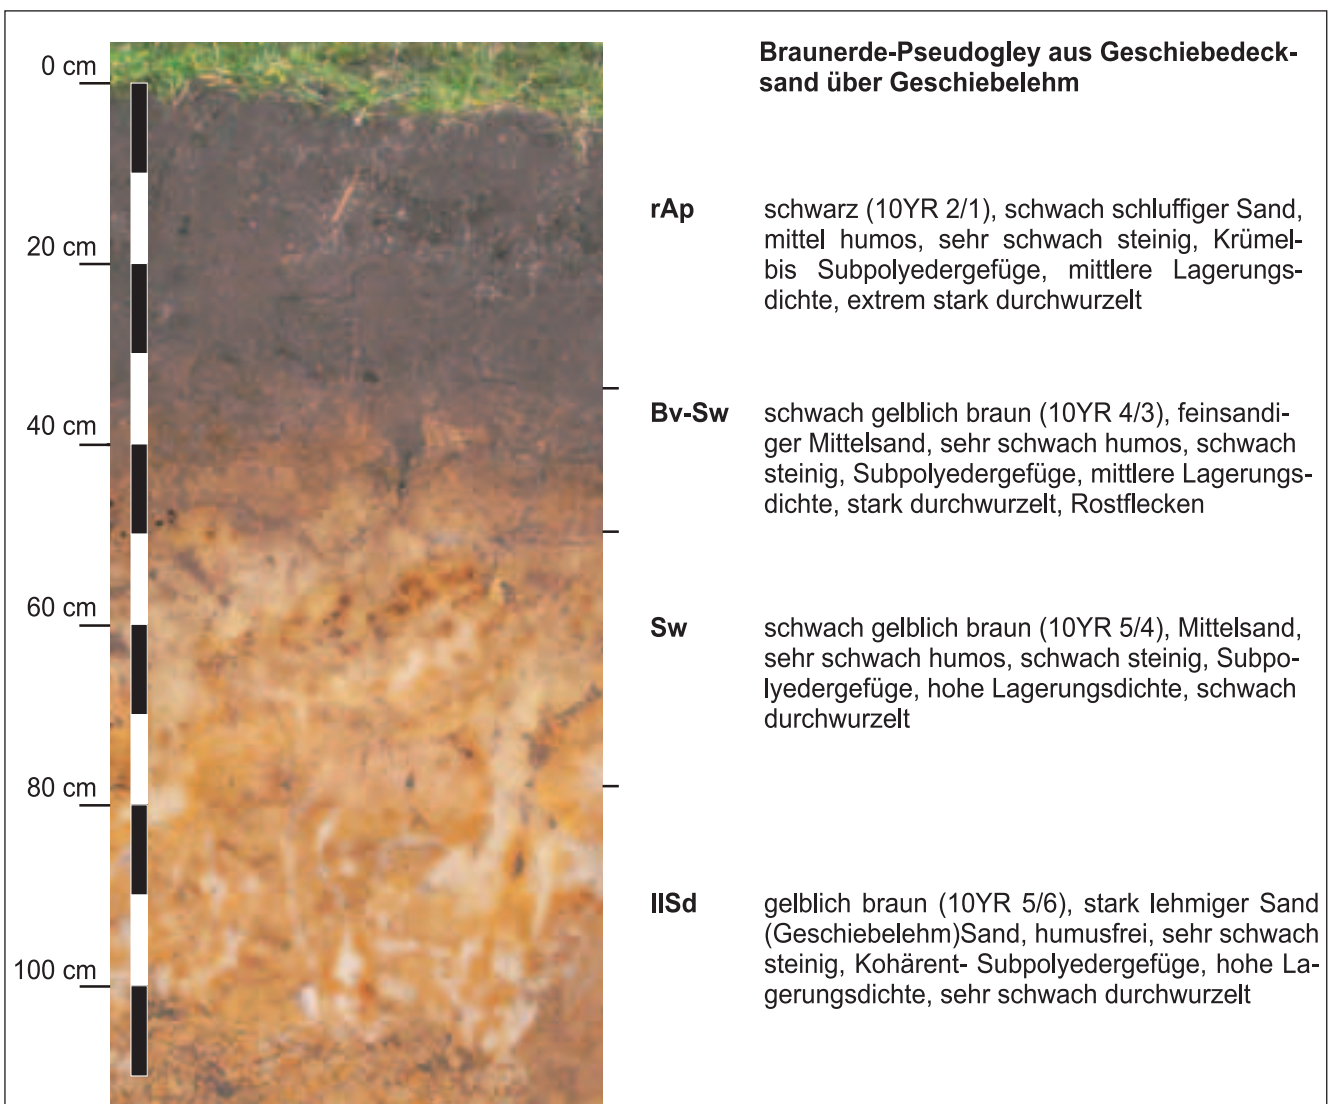 Braunerde-Pseudogley aus Geschiebedeck-
sand über Geschiebelehm
0 cm
20 cm
40 cm
60 cm
80 cm
100 cm
rAp
schwarz (10YR 2/1), schwach schluffiger Sand,
mittel humos, sehr schwach steinig, Krümel-
bis Subpolyedergefüge, mittlere Lagerungs-
dichte, extrem stark durchwurzelt
Bv-Sw
schwach gelblich braun (10YR 4/3), feinsandi-
ger Mittelsand, sehr schwach humos, schwach
steinig, Subpolyedergefüge, mittlere Lagerungs-
dichte, stark durchwurzelt, Rostflecken
Sw
schwach gelblich braun (10YR 5/4), Mittelsand,
sehr schwach humos, schwach steinig, Subpo-
lyedergefüge, hohe Lagerungsdichte, schwach
durchwurzelt
IISd
gelblich braun (10YR 5/6), stark lehmiger Sand
(Geschiebelehm)Sand, humusfrei, sehr schwach
steinig, Kohärent- Subpolyedergefüge, hohe La-
gerungsdichte, sehr schwach durchwurzelt